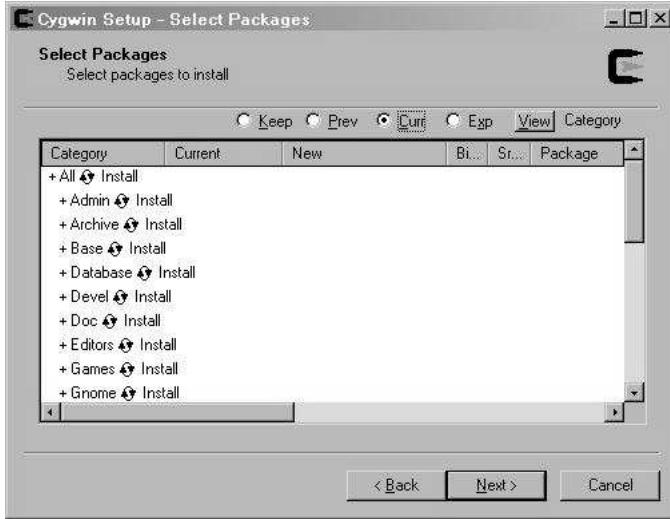 Cygwin Setup - Select Packages
Select Packages
Select packages to install
Keep Prev Curr Exp View Category
Category Current New Bi... Sr... Package
+ All Install
+ Admin Install
+ Archive Install
+ Base Install
+ Database Install
+ Devel Install
+ Doc Install
+ Editors Install
+ Games Install
+ Gnome Install
< Back Next > Cancel